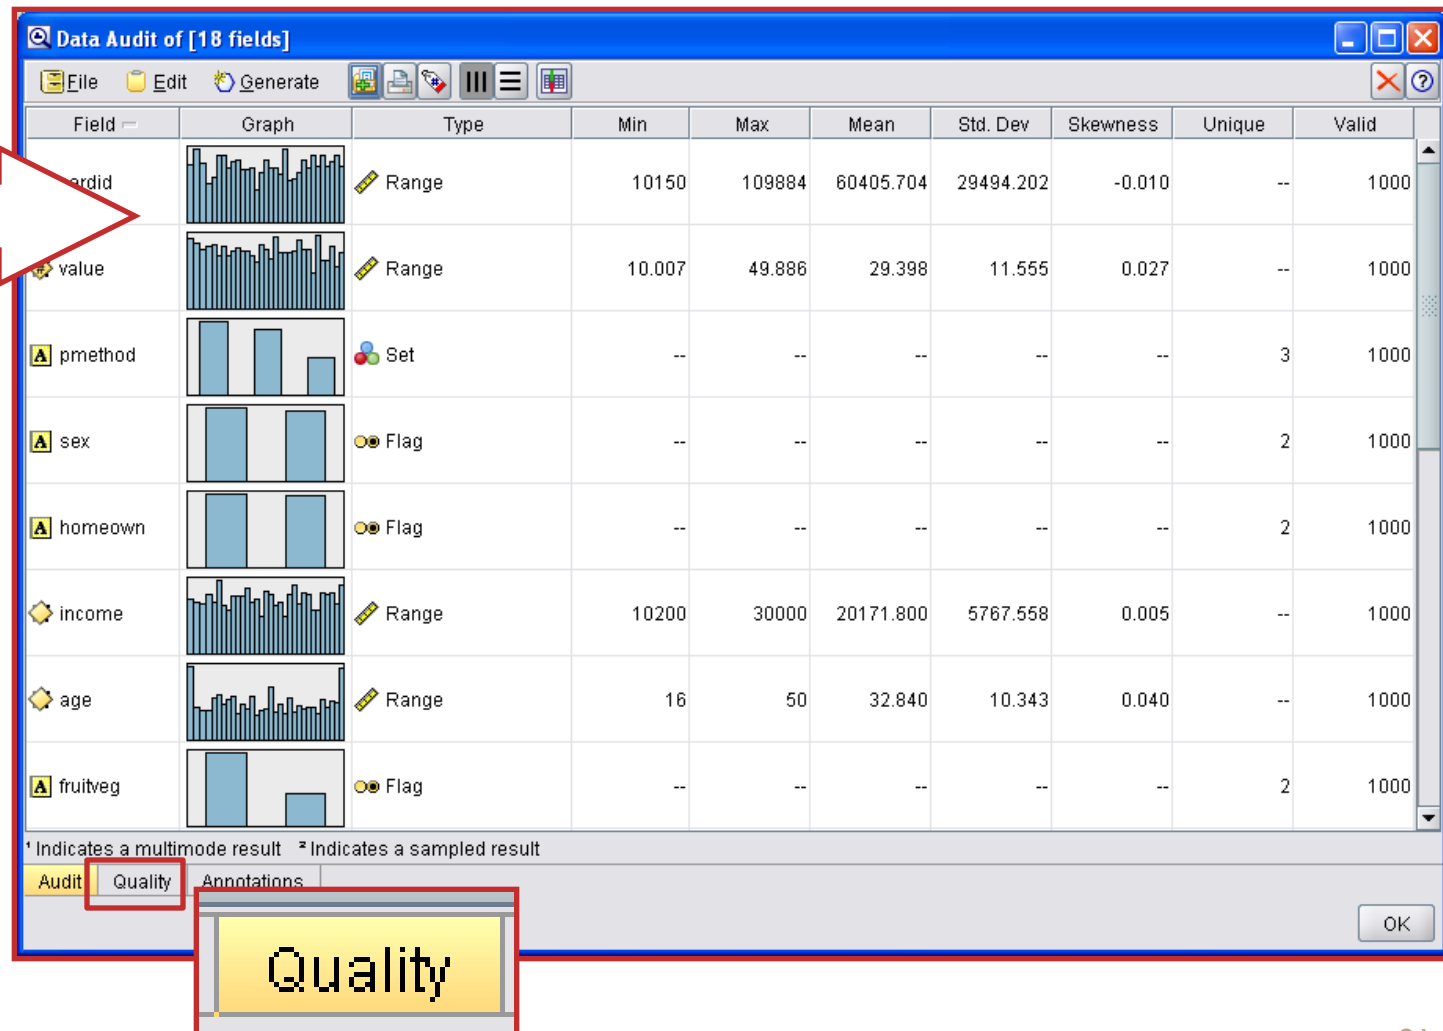 Data Audit of [18 fields]
File Edit Generate
Field Graph Type Min Max Mean Std. Dev Skewness Unique Valid
ardid Range 10150 109884 60405.704 29494.202 -0.010 -- 1000
value Range 10.007 49.886 29.398 11.555 0.027 -- 1000
A pmethod Set -- -- -- -- -- 3 1000
A sex Flag -- -- -- -- -- 2 1000
A homeown Flag -- -- -- -- -- 2 1000
income Range 10200 30000 20171.800 5767.558 0.005 -- 1000
age Range 16 50 32.840 10.343 0.040 -- 1000
A fruitveg Flag -- -- -- -- -- 2 1000
¹ Indicates a multimode result ² Indicates a sampled result
Audit Quality Annotations
OK
Quality